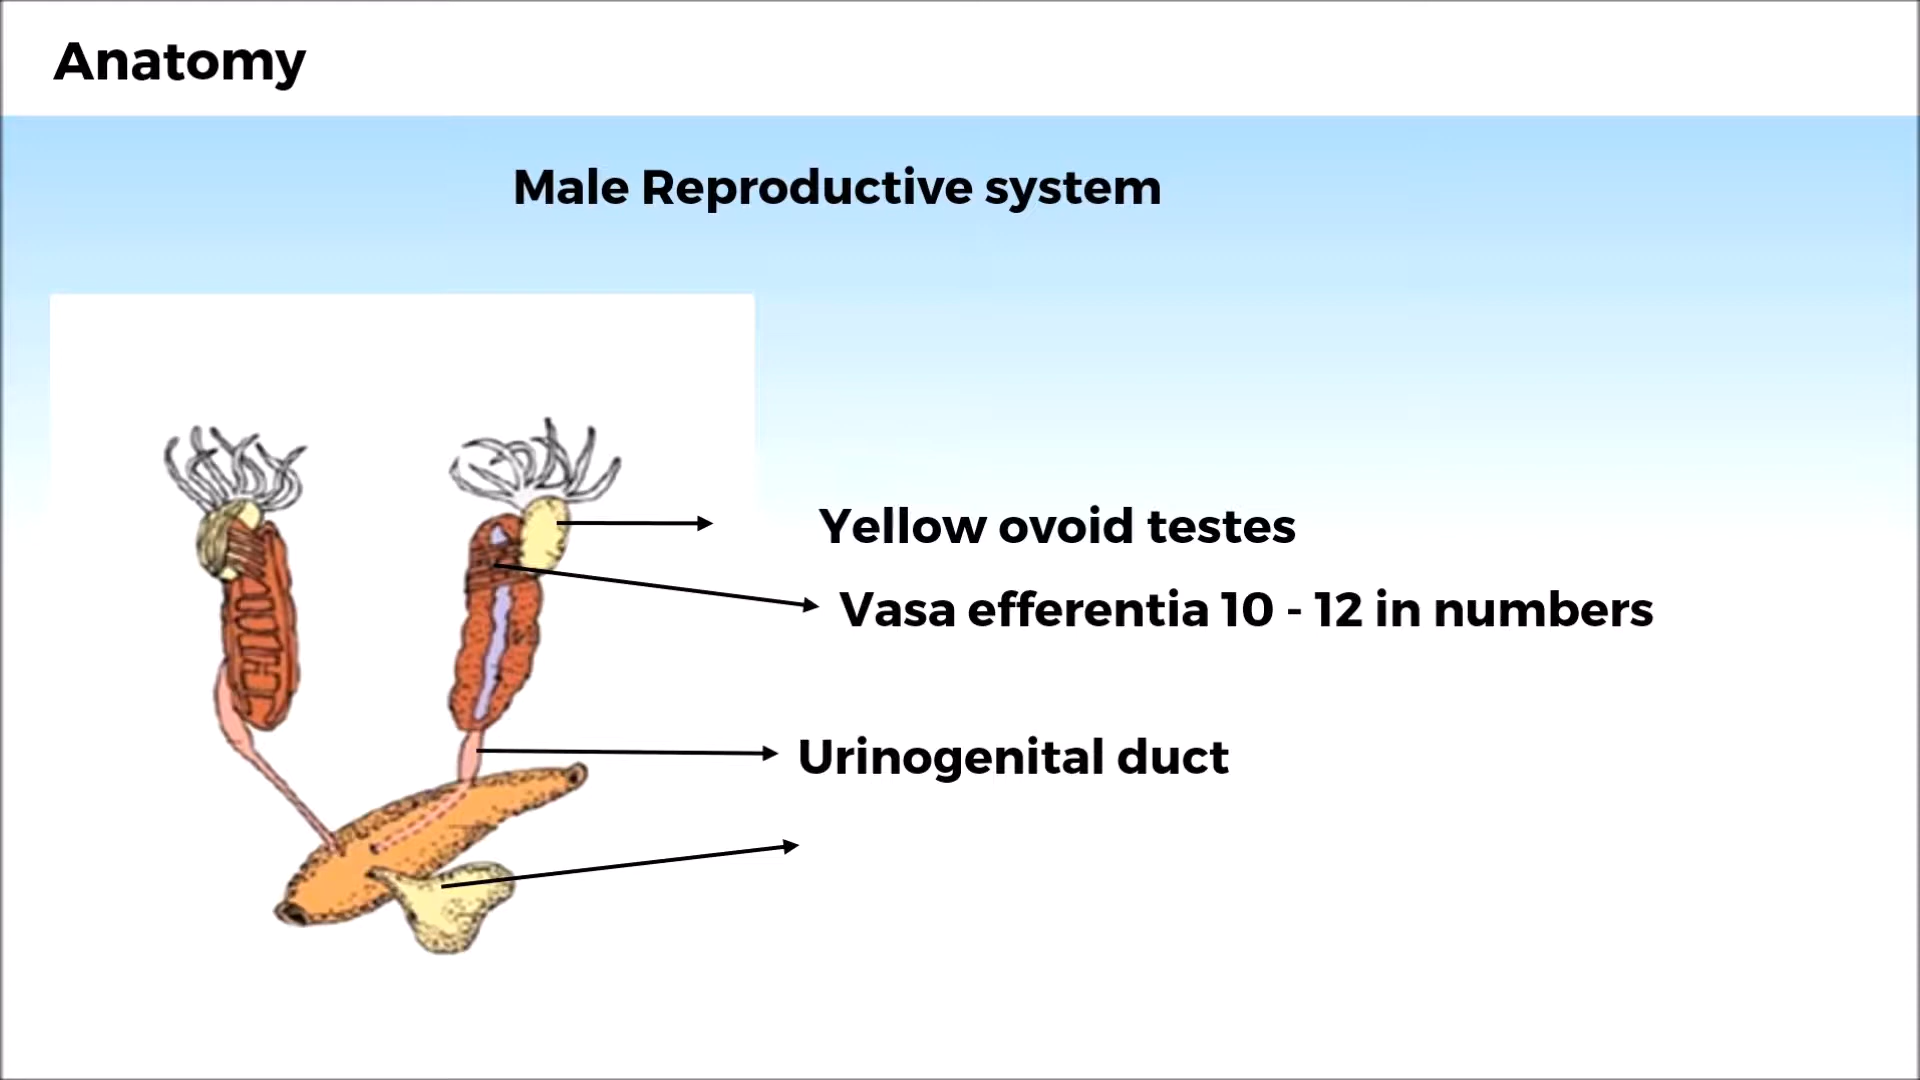 Anatomy
Male Reproductive system
Yellow ovoid testes
Vasa efferentia 10 - 12 in numbers
Urinogenital duct